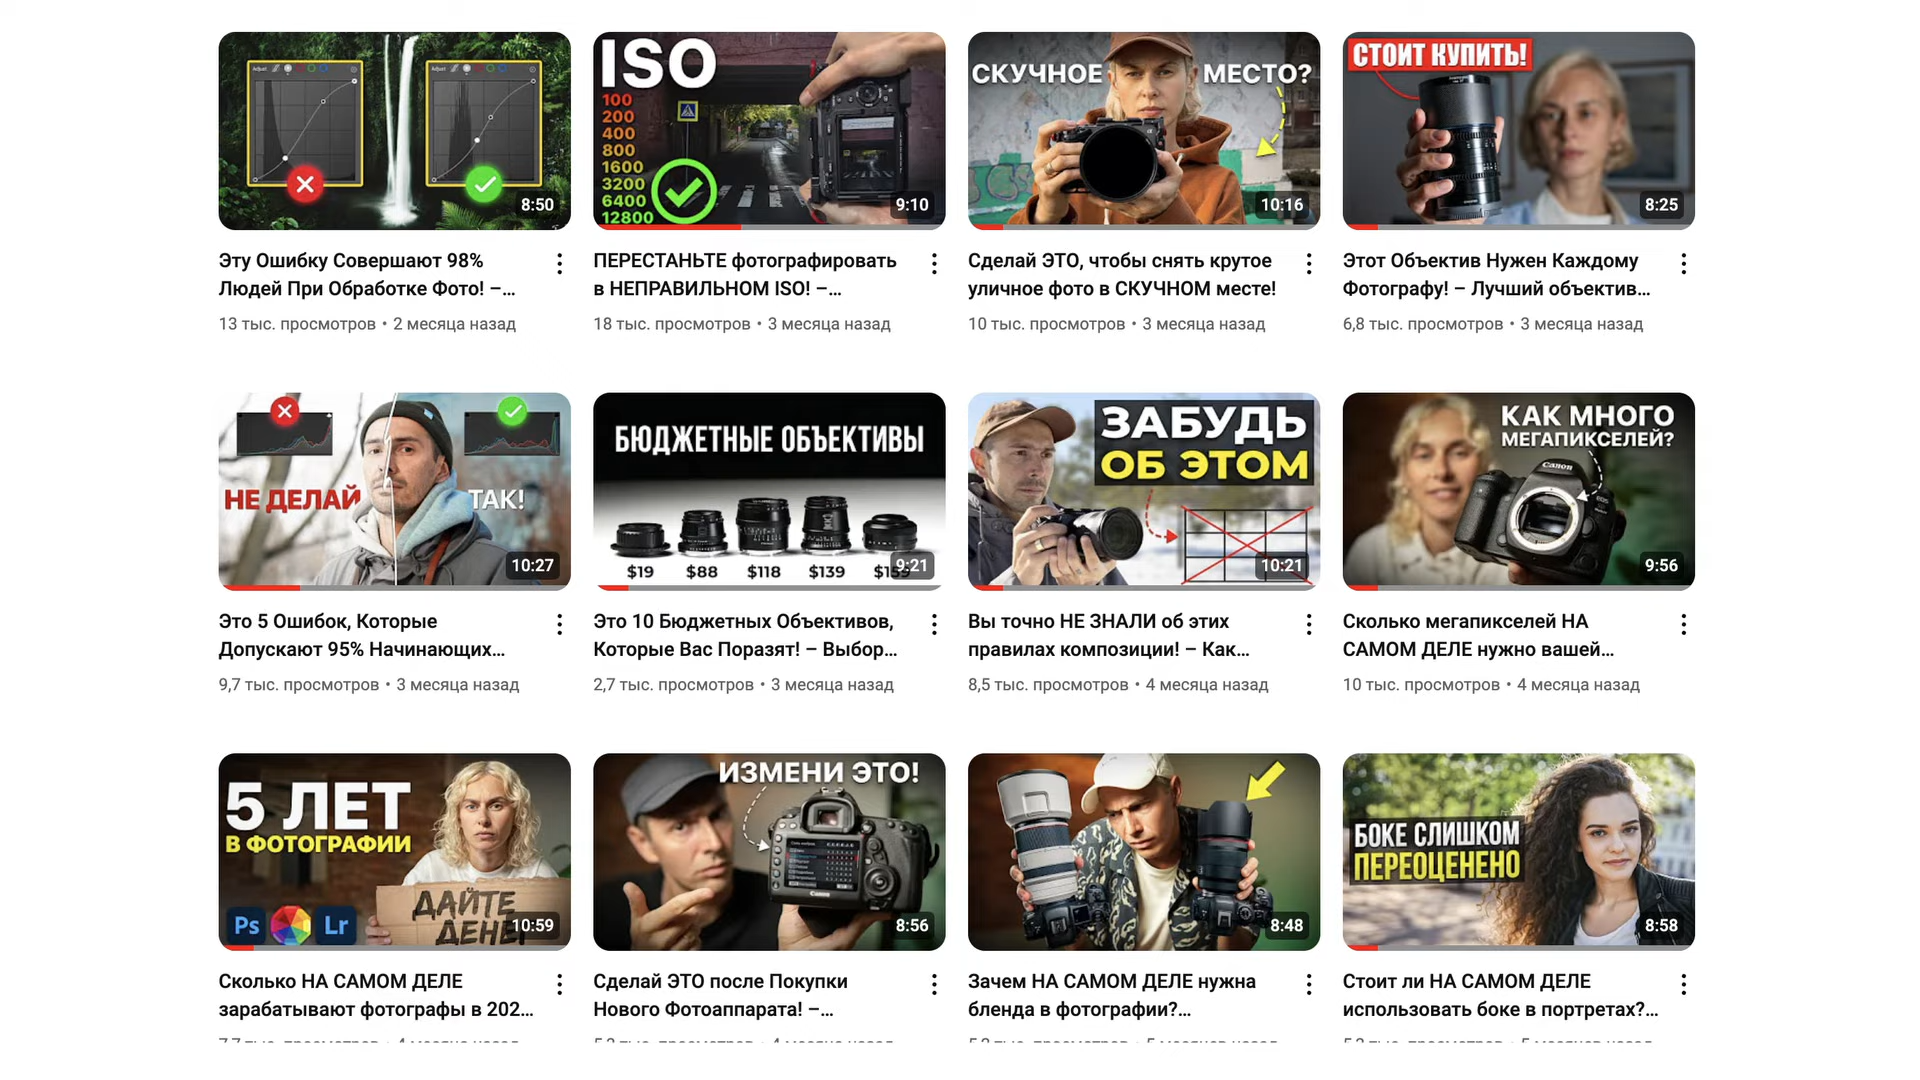 Adjust
Adjust
8:50
Эту Ошибку Совершают 98%
Людей При Обработке Фото! –...
13 тыс. просмотров • 2 месяца назад
ISO
100
200
400
800
1600
3200
6400
12800
9:10
ПЕРЕСТАНЬТЕ фотографировать
в НЕПРАВИЛЬНОМ ISO! –...
18 тыс. просмотров • 3 месяца назад
СКУЧНОЕ МЕСТО?
10:16
Сделай ЭТО, чтобы снять крутое
уличное фото в СКУЧНОМ месте!
10 тыс. просмотров • 3 месяца назад
СТОИТ КУПИТЬ!
8:25
Этот Объектив Нужен Каждому
Фотографу! – Лучший объектив...
6,8 тыс. просмотров • 3 месяца назад
НЕ ДЕЛАЙ ТАК!
10:27
Это 5 Ошибок, Которые
Допускают 95% Начинающих...
9,7 тыс. просмотров • 3 месяца назад
БЮДЖЕТНЫЕ ОБЪЕКТИВЫ
$19 $88 $118 $139
9:21
Это 10 Бюджетных Объективов,
Которые Вас Поразят! – Выбор...
2,7 тыс. просмотров • 3 месяца назад
ЗАБУДЬ
ОБ ЭТОМ
10:21
Вы точно НЕ ЗНАЛИ об этих
правилах композиции! – Как...
8,5 тыс. просмотров • 4 месяца назад
КАК МНОГО
МЕГАПИКСЕЛЕЙ?
Canon
EOS
9:56
Сколько мегапикселей НА
САМОМ ДЕЛЕ нужно вашей...
10 тыс. просмотров • 4 месяца назад
5 ЛЕТ
В ФОТОГРАФИИ
ДАЙТЕ
Ps Lr
10:59
Сколько НА САМОМ ДЕЛЕ
зарабатывают фотографы в 202...
ИЗМЕНИ ЭТО!
Canon
8:56
Сделай ЭТО после Покупки
Нового Фотоаппарата! –...
8:48
Зачем НА САМОМ ДЕЛЕ нужна
бленда в фотографии?...
БОКЕ СЛИШКОМ
ПЕРЕОЦЕНЕНО
8:58
Стоит ли НА САМОМ ДЕЛЕ
использовать боке в портретах?...